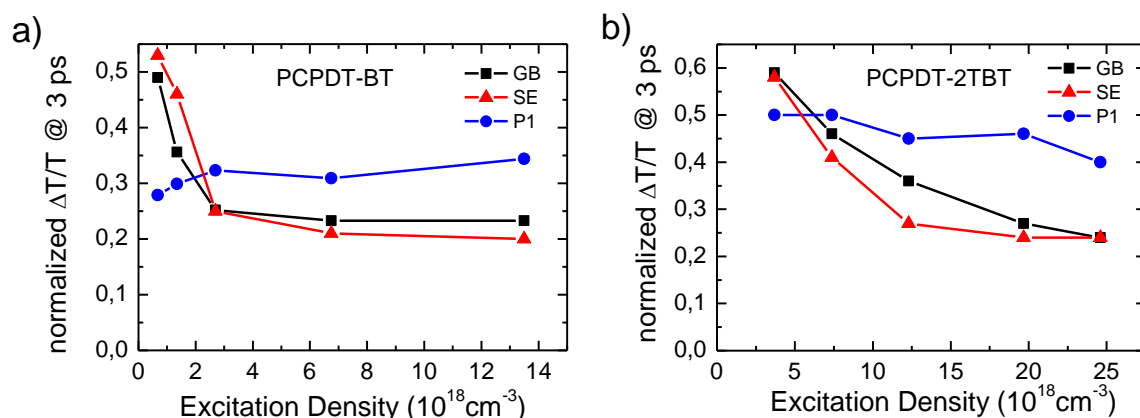 a)
PCPDT-BT
GB
SE
P1
normalized ΔT/T @ 3 ps
0,5
0,4
0,3
0,2
0,1
0,0
0 2 4 6 8 10 12 14
Excitation Density (10¹⁸cm⁻³)
b)
PCPDT-2TBT
GB
SE
P1
normalized ΔT/T @ 3 ps
0,6
0,5
0,4
0,3
0,2
0,1
0,0
0 5 10 15 20 25
Excitation Density (10¹⁸cm⁻³)